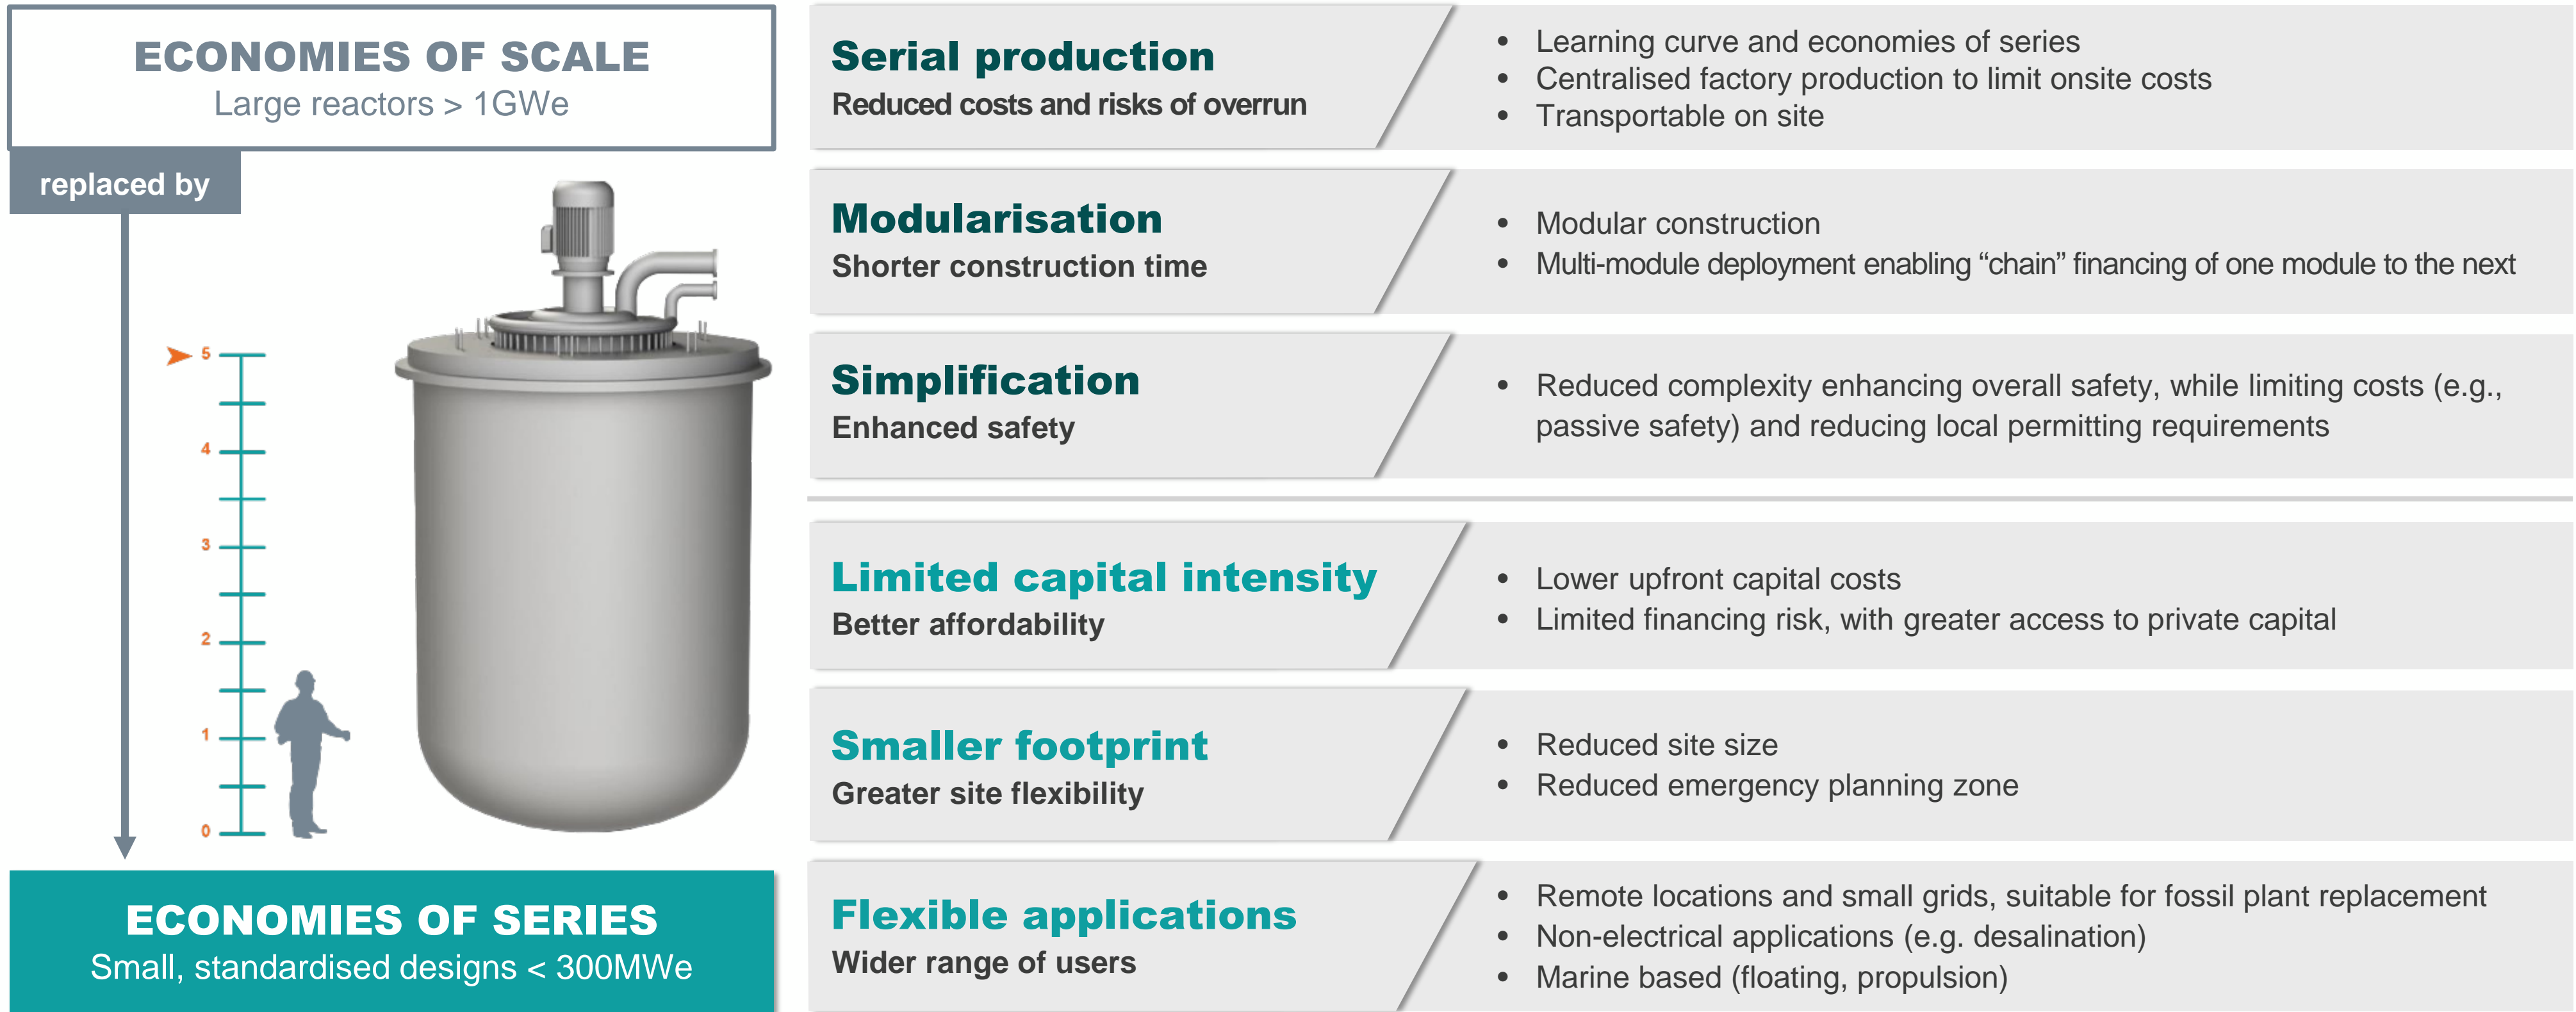 ECONOMIES OF SCALE
Large reactors > 1GWe
replaced by
5
4
3
2
1
0
ECONOMIES OF SERIES
Small, standardised designs < 300MWe
Serial production
Reduced costs and risks of overrun
• Learning curve and economies of series
• Centralised factory production to limit onsite costs
• Transportable on site
Modularisation
Shorter construction time
• Modular construction
• Multi-module deployment enabling “chain” financing of one module to the next
Simplification
Enhanced safety
• Reduced complexity enhancing overall safety, while limiting costs (e.g.,
passive safety) and reducing local permitting requirements
Limited capital intensity
Better affordability
• Lower upfront capital costs
• Limited financing risk, with greater access to private capital
Smaller footprint
Greater site flexibility
• Reduced site size
• Reduced emergency planning zone
Flexible applications
Wider range of users
• Remote locations and small grids, suitable for fossil plant replacement
• Non-electrical applications (e.g. desalination)
• Marine based (floating, propulsion)